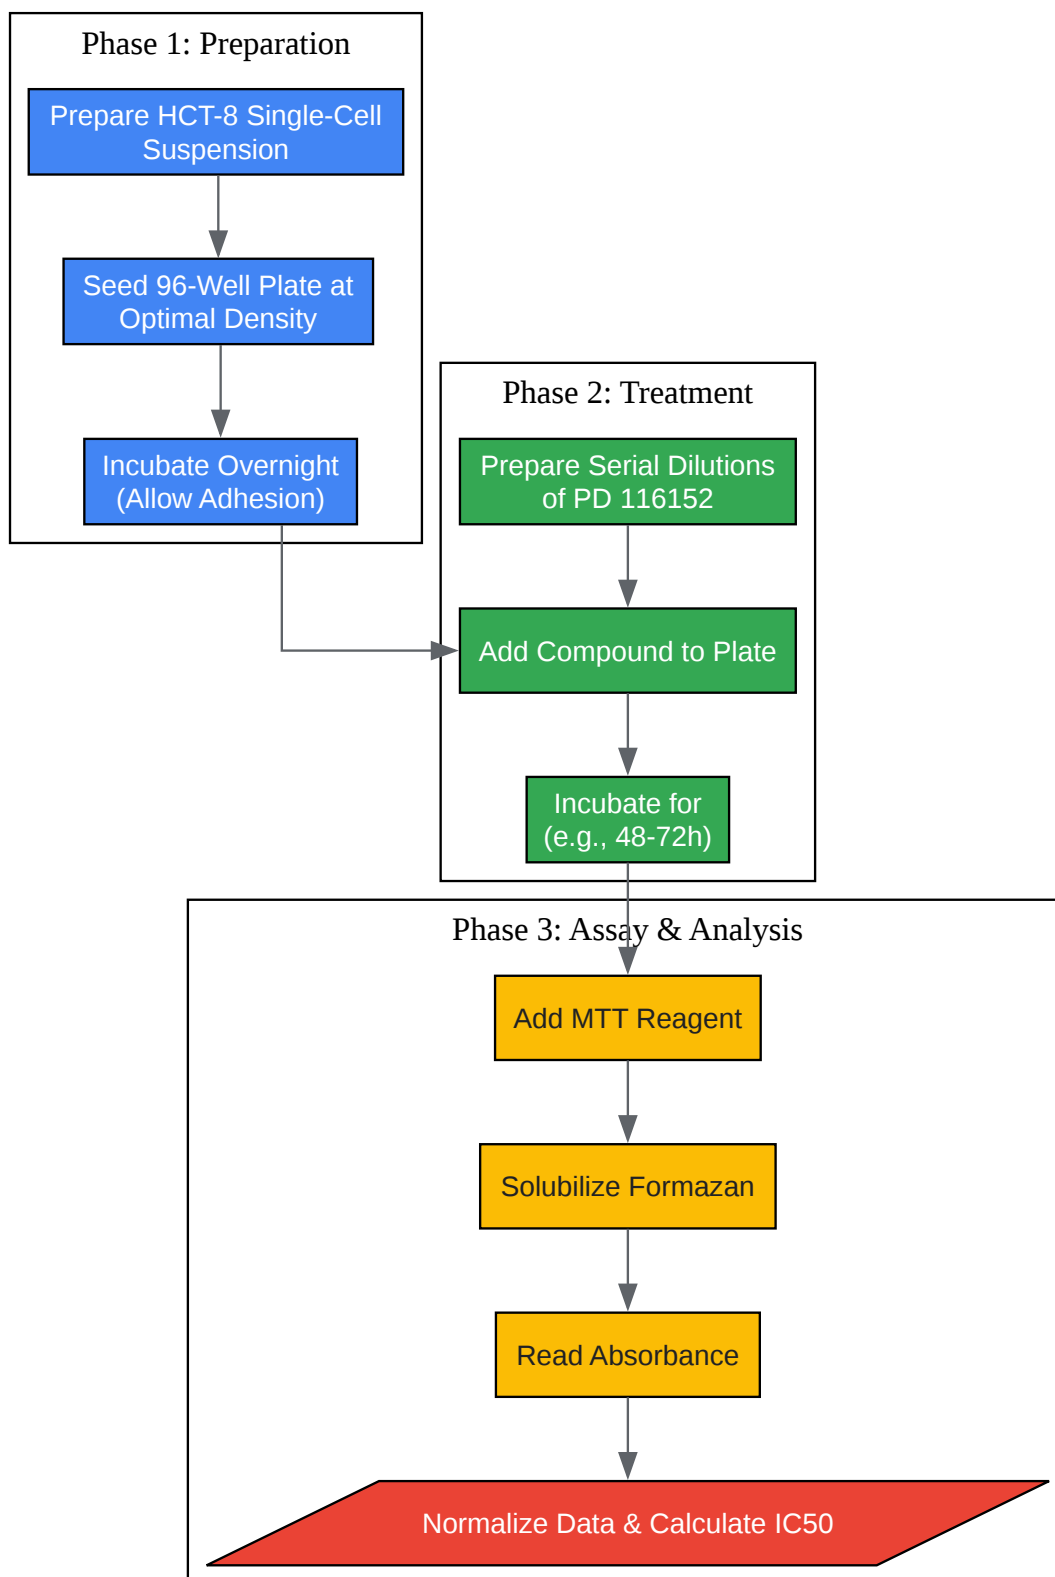 Phase 1: Preparation
Prepare HCT-8 Single-Cell
Suspension
Seed 96-Well Plate at
Optimal Density
Incubate Overnight
(Allow Adhesion)
Phase 2: Treatment
Prepare Serial Dilutions
of PD 116152
Add Compound to Plate
Incubate for
(e.g., 48-72h)
Phase 3: Assay & Analysis
Add MTT Reagent
Solubilize Formazan
Read Absorbance
Normalize Data & Calculate IC50